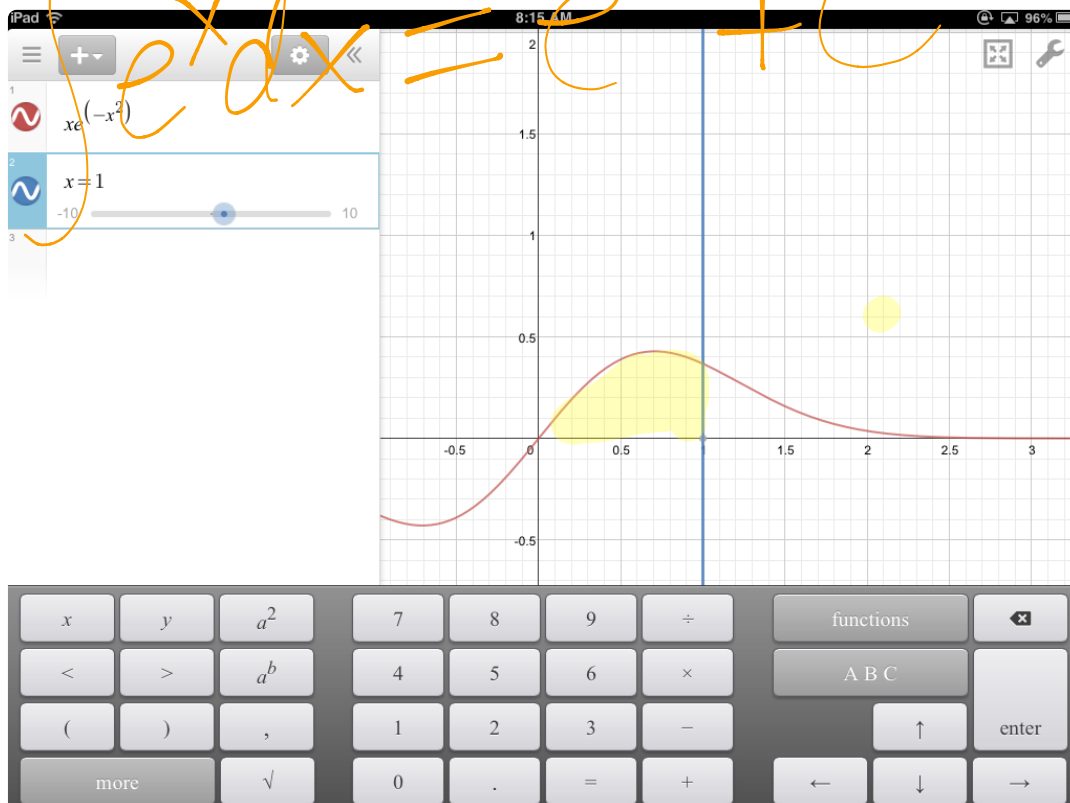 iPad 8:15 AM 96%
∫e^x dx = e^x + C
1
xe^(-x^2)
2
x=1
-10 10
3
2
1.5
1
0.5
-0.5 0 0.5 1 1.5 2 2.5 3
-0.5
x y a^2 7 8 9 ÷ functions
< > a^b 4 5 6 × A B C
( ) , 1 2 3 − ↑ enter
more √ 0 . = + ← ↓ →